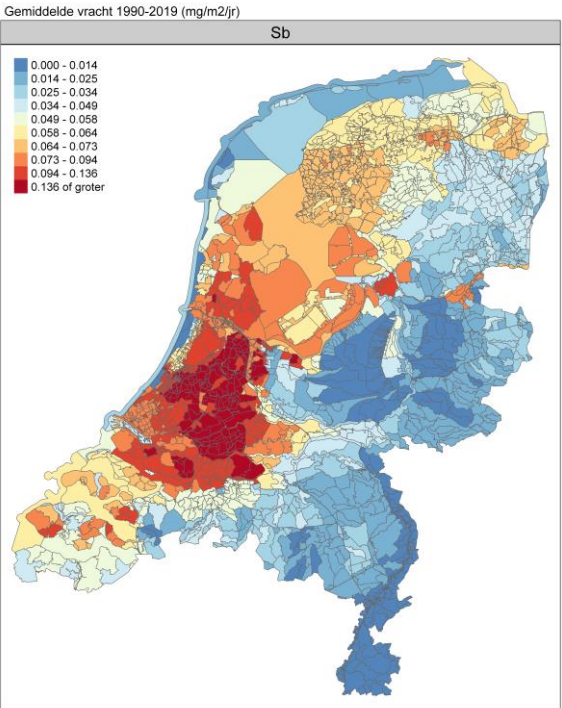 Gemiddelde vracht 1990-2019 (mg/m2/jr)
Sb
0.000 - 0.014
0.014 - 0.025
0.025 - 0.034
0.034 - 0.049
0.049 - 0.058
0.058 - 0.064
0.064 - 0.073
0.073 - 0.094
0.094 - 0.136
0.136 of groter